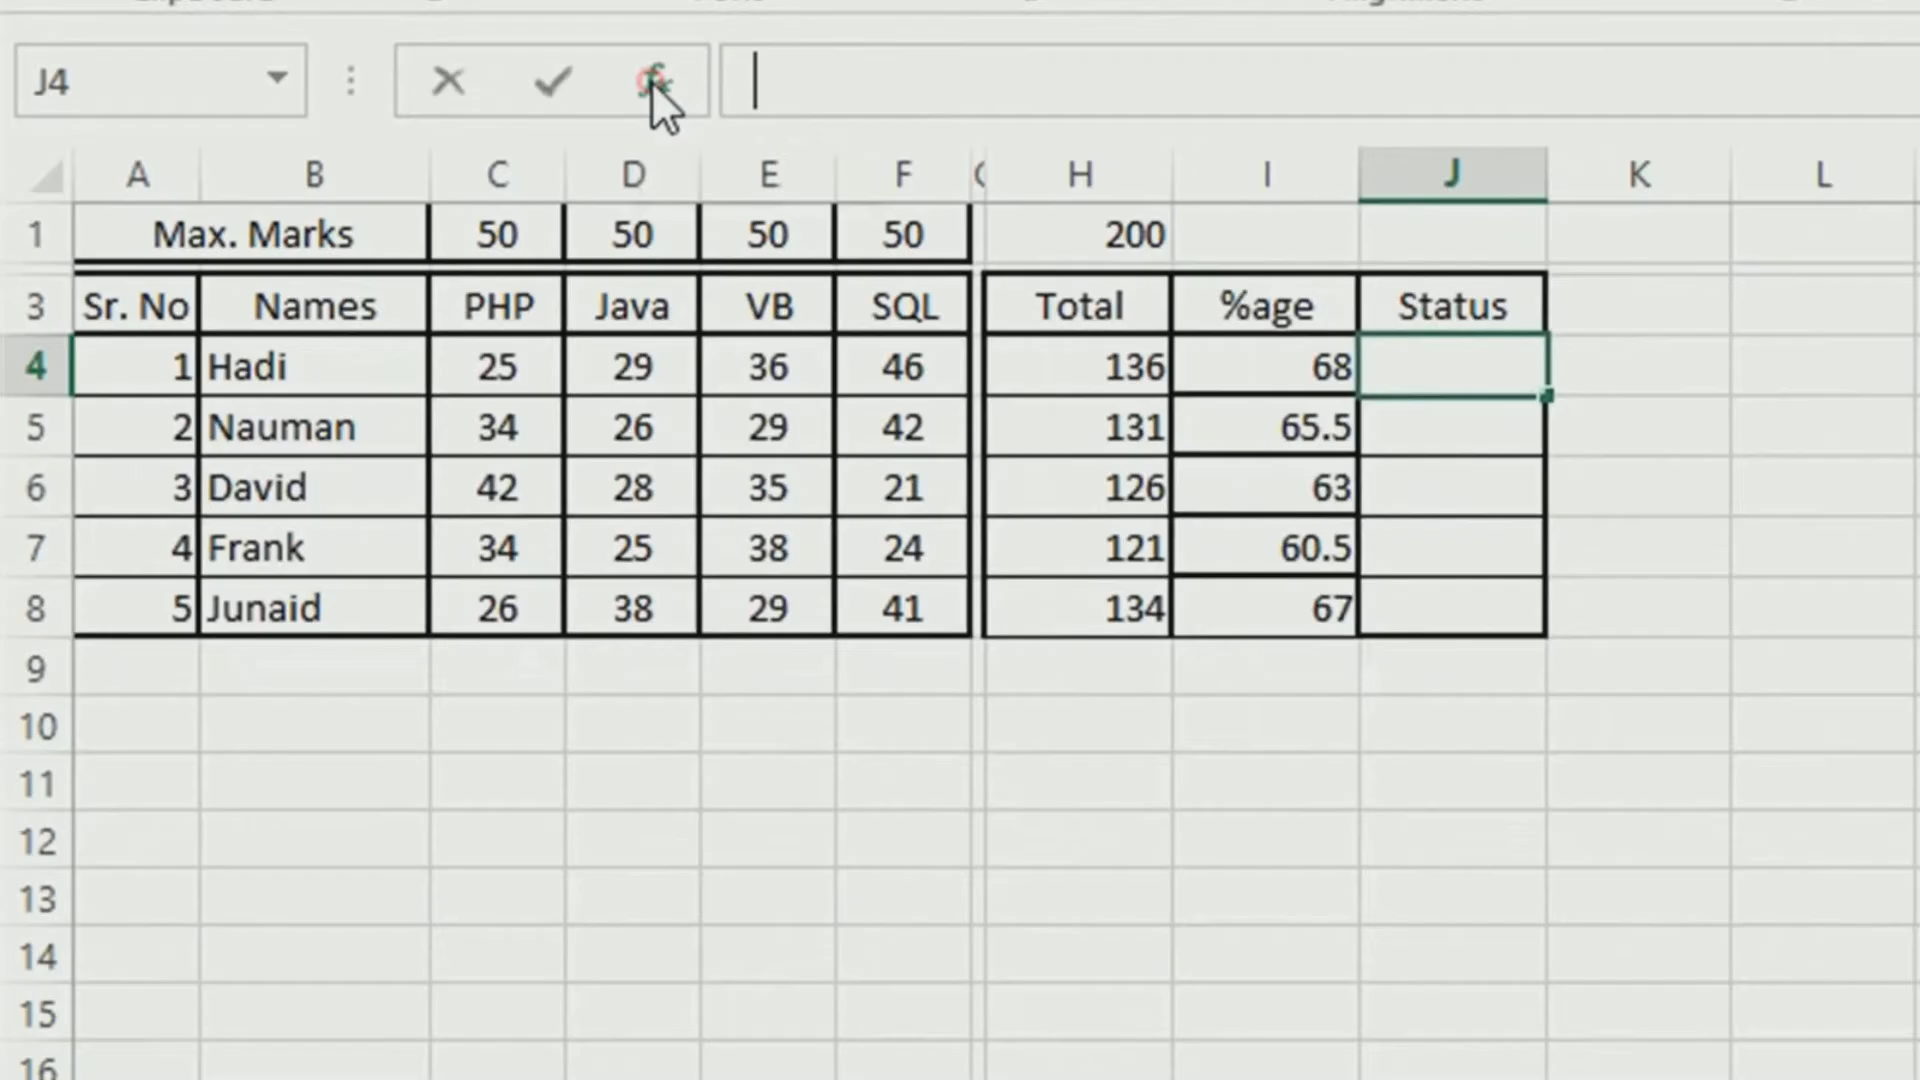 J4
A B C D E F H I J K L
1 Max. Marks 50 50 50 50 200
3 Sr. No Names PHP Java VB SQL Total %age Status
4 1 Hadi 25 29 36 46 136 68
5 2 Nauman 34 26 29 42 131 65.5
6 3 David 42 28 35 21 126 63
7 4 Frank 34 25 38 24 121 60.5
8 5 Junaid 26 38 29 41 134 67
9
10
11
12
13
14
15
16